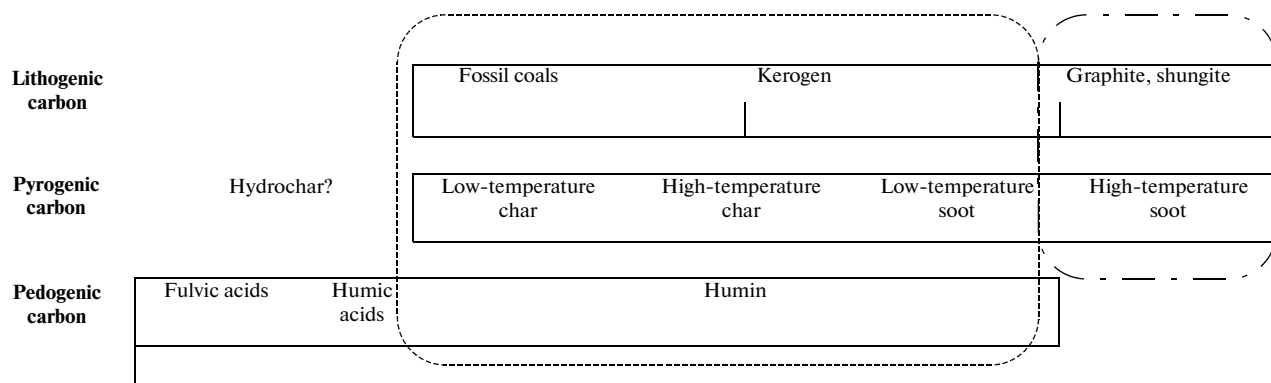 Lithogenic
carbon
Fossil coals
Kerogen
Graphite, shungite
Pyrogenic
carbon
Hydrochar?
Low-temperature
char
High-temperature
char
Low-temperature
soot
High-temperature
soot
Pedogenic
carbon
Fulvic acids
Humic
acids
Humin